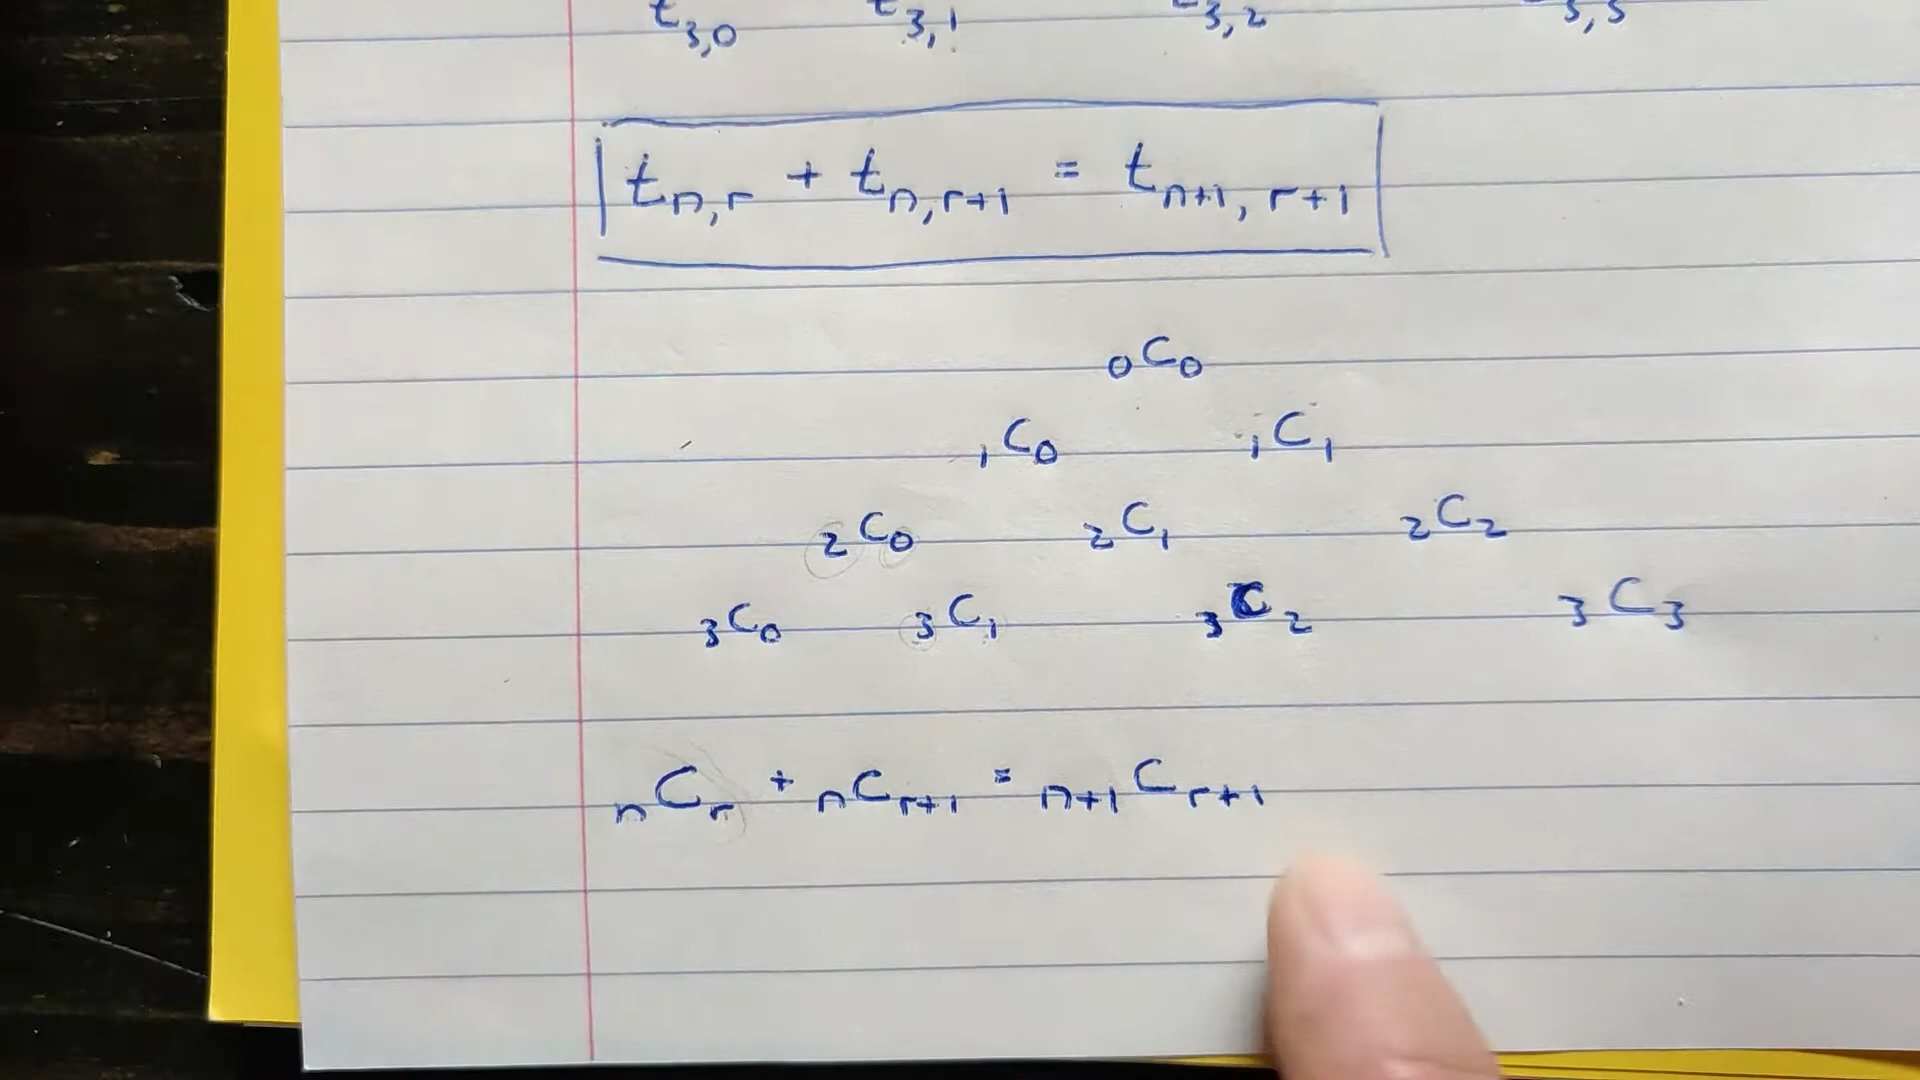 t3,0 t3,1 t3,2 t3,3
tn,r + tn,r+1 = tn+1, r+1
0C0
1C0 1C1
2C0 2C1 2C2
3C0 3C1 3C2 3C3
nCr + nCr+1 = n+1Cr+1